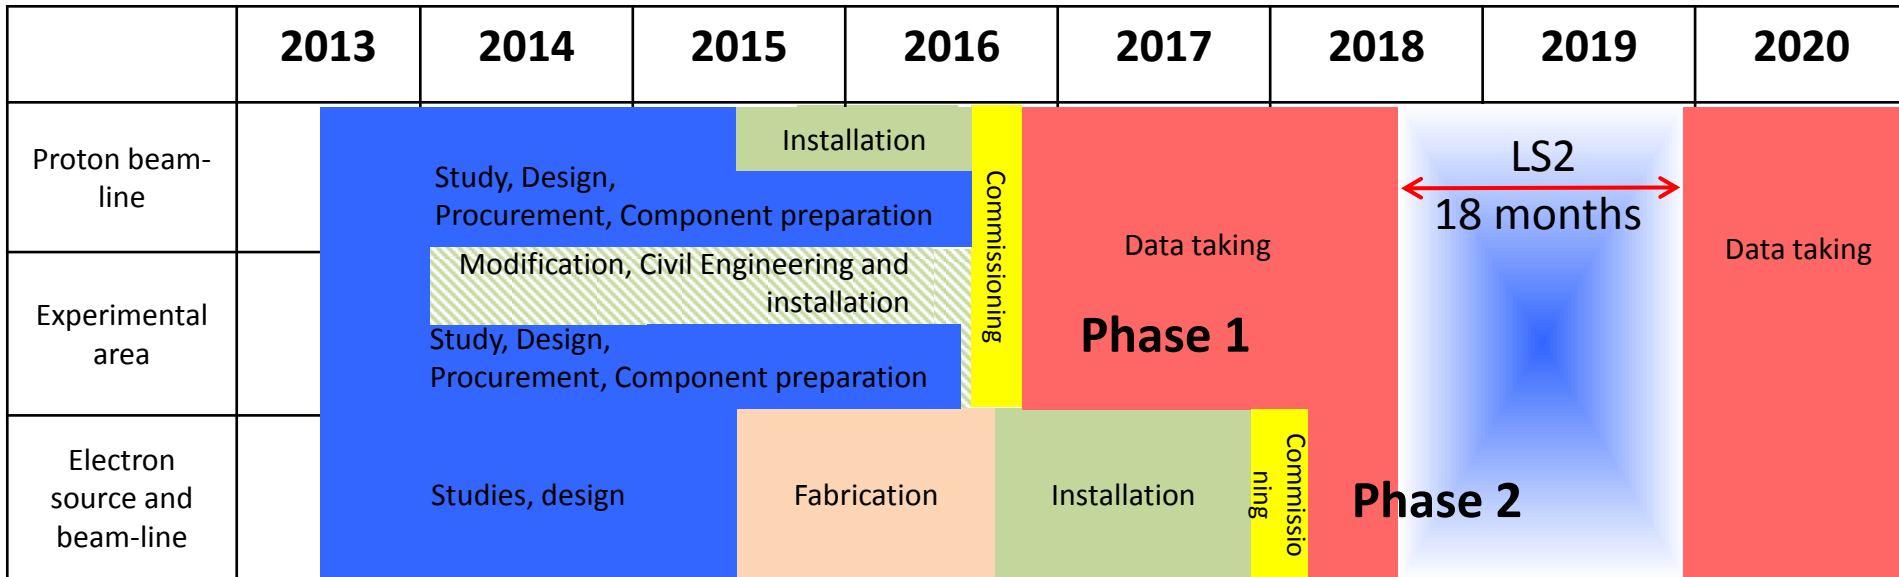 2013 2014 2015 2016 2017 2018 2019 2020
Proton beam-
line
Installation
Study, Design,
Procurement, Component preparation
Commissioning
Data taking
LS2
18 months
Data taking
Experimental
area
Modification, Civil Engineering and
installation
Study, Design,
Procurement, Component preparation
Phase 1
Electron
source and
beam-line
Studies, design
Fabrication
Installation
Commissio
ning
Phase 2